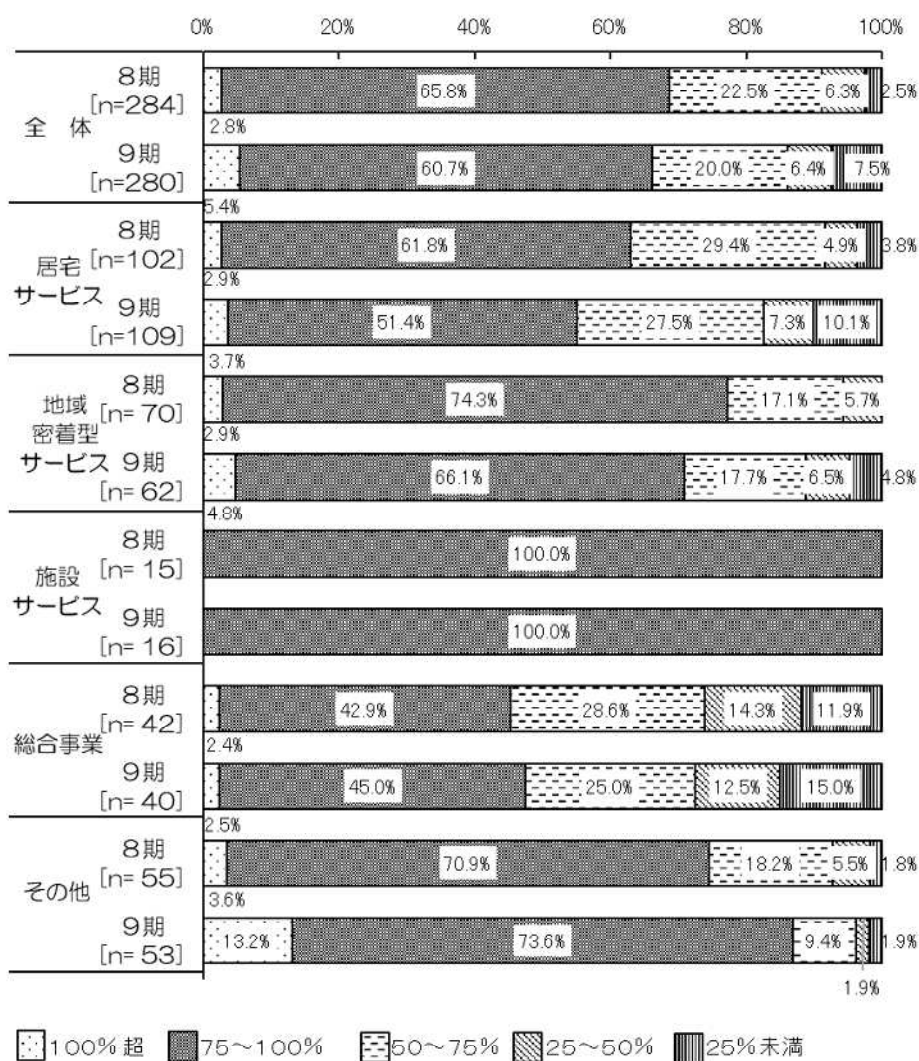 0% 20% 40% 60% 80% 100%
全 体
8期
[n=284]
65.8% 22.5% 6.3% 2.5%
2.8%
9期
[n=280]
60.7% 20.0% 6.4% 7.5%
5.4%
居宅
サービス
8期
[n=102]
61.8% 29.4% 4.9% 3.8%
2.9%
9期
[n=109]
51.4% 27.5% 7.3% 10.1%
3.7%
地域
密着型
サービス
8期
[n= 70]
74.3% 17.1% 5.7%
2.9%
9期
[n= 62]
66.1% 17.7% 6.5% 4.8%
4.8%
施設
サービス
8期
[n= 15]
100.0%
9期
[n= 16]
100.0%
総合事業
8期
[n= 42]
42.9% 28.6% 14.3% 11.9%
2.4%
9期
[n= 40]
45.0% 25.0% 12.5% 15.0%
2.5%
その他
8期
[n= 55]
70.9% 18.2% 5.5% 1.8%
3.6%
9期
[n= 53]
13.2% 73.6% 9.4% 1.9%
1.9%
100%超 75～100% 50～75% 25～50% 25%未満